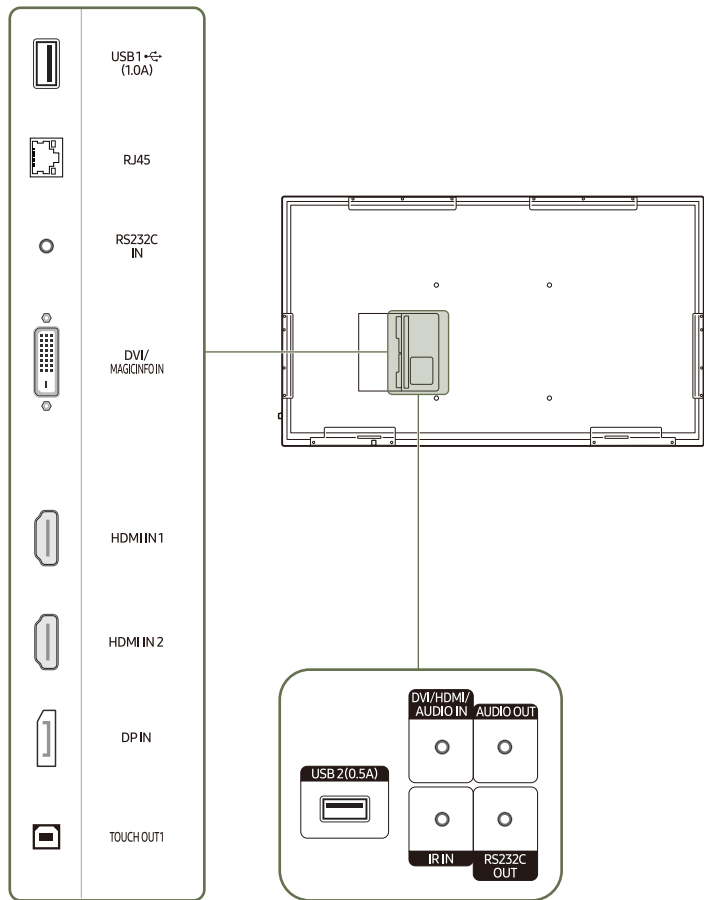 USB1
(1.0A)
RJ45
RS232C
IN
DVI/
MAGICINFO IN
HDMI IN 1
HDMI IN 2
DP IN
TOUCH OUT1
DVI/HDMI/
AUDIO IN
AUDIO OUT
USB 2(0.5A)
IR IN
RS232C
OUT